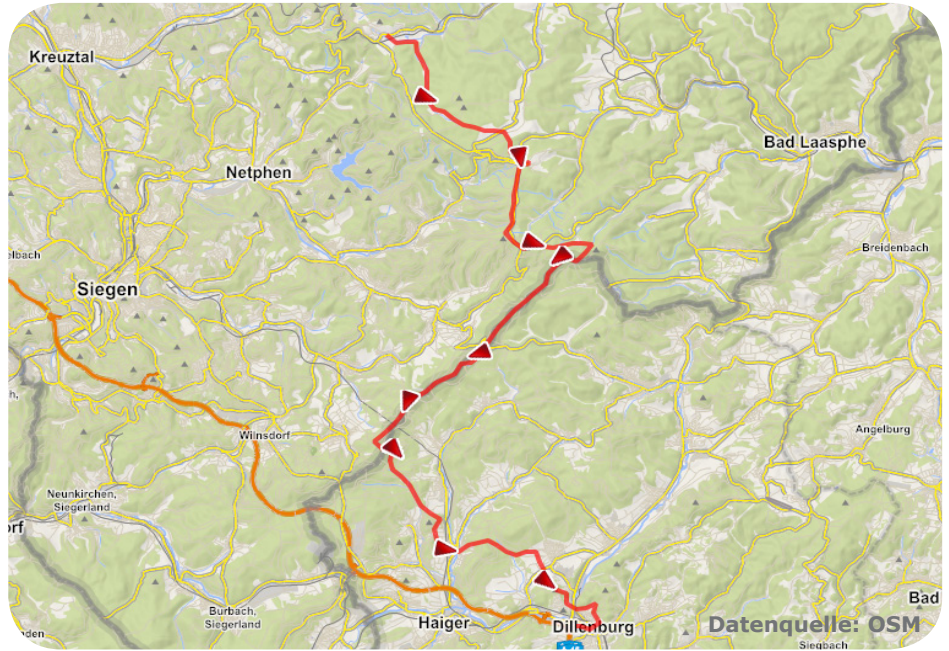 Kreuztal
Bad Laasphe
Netphen
Breidenbach
elbach
Siegen
h,
Angelburg
Wilnsdorf
Neunkirchen,
Siegerland
orf
Bad
Burbach,
Siegerland
Haiger
Dillenburg
Datenquelle: OSM
nden
Siegbach